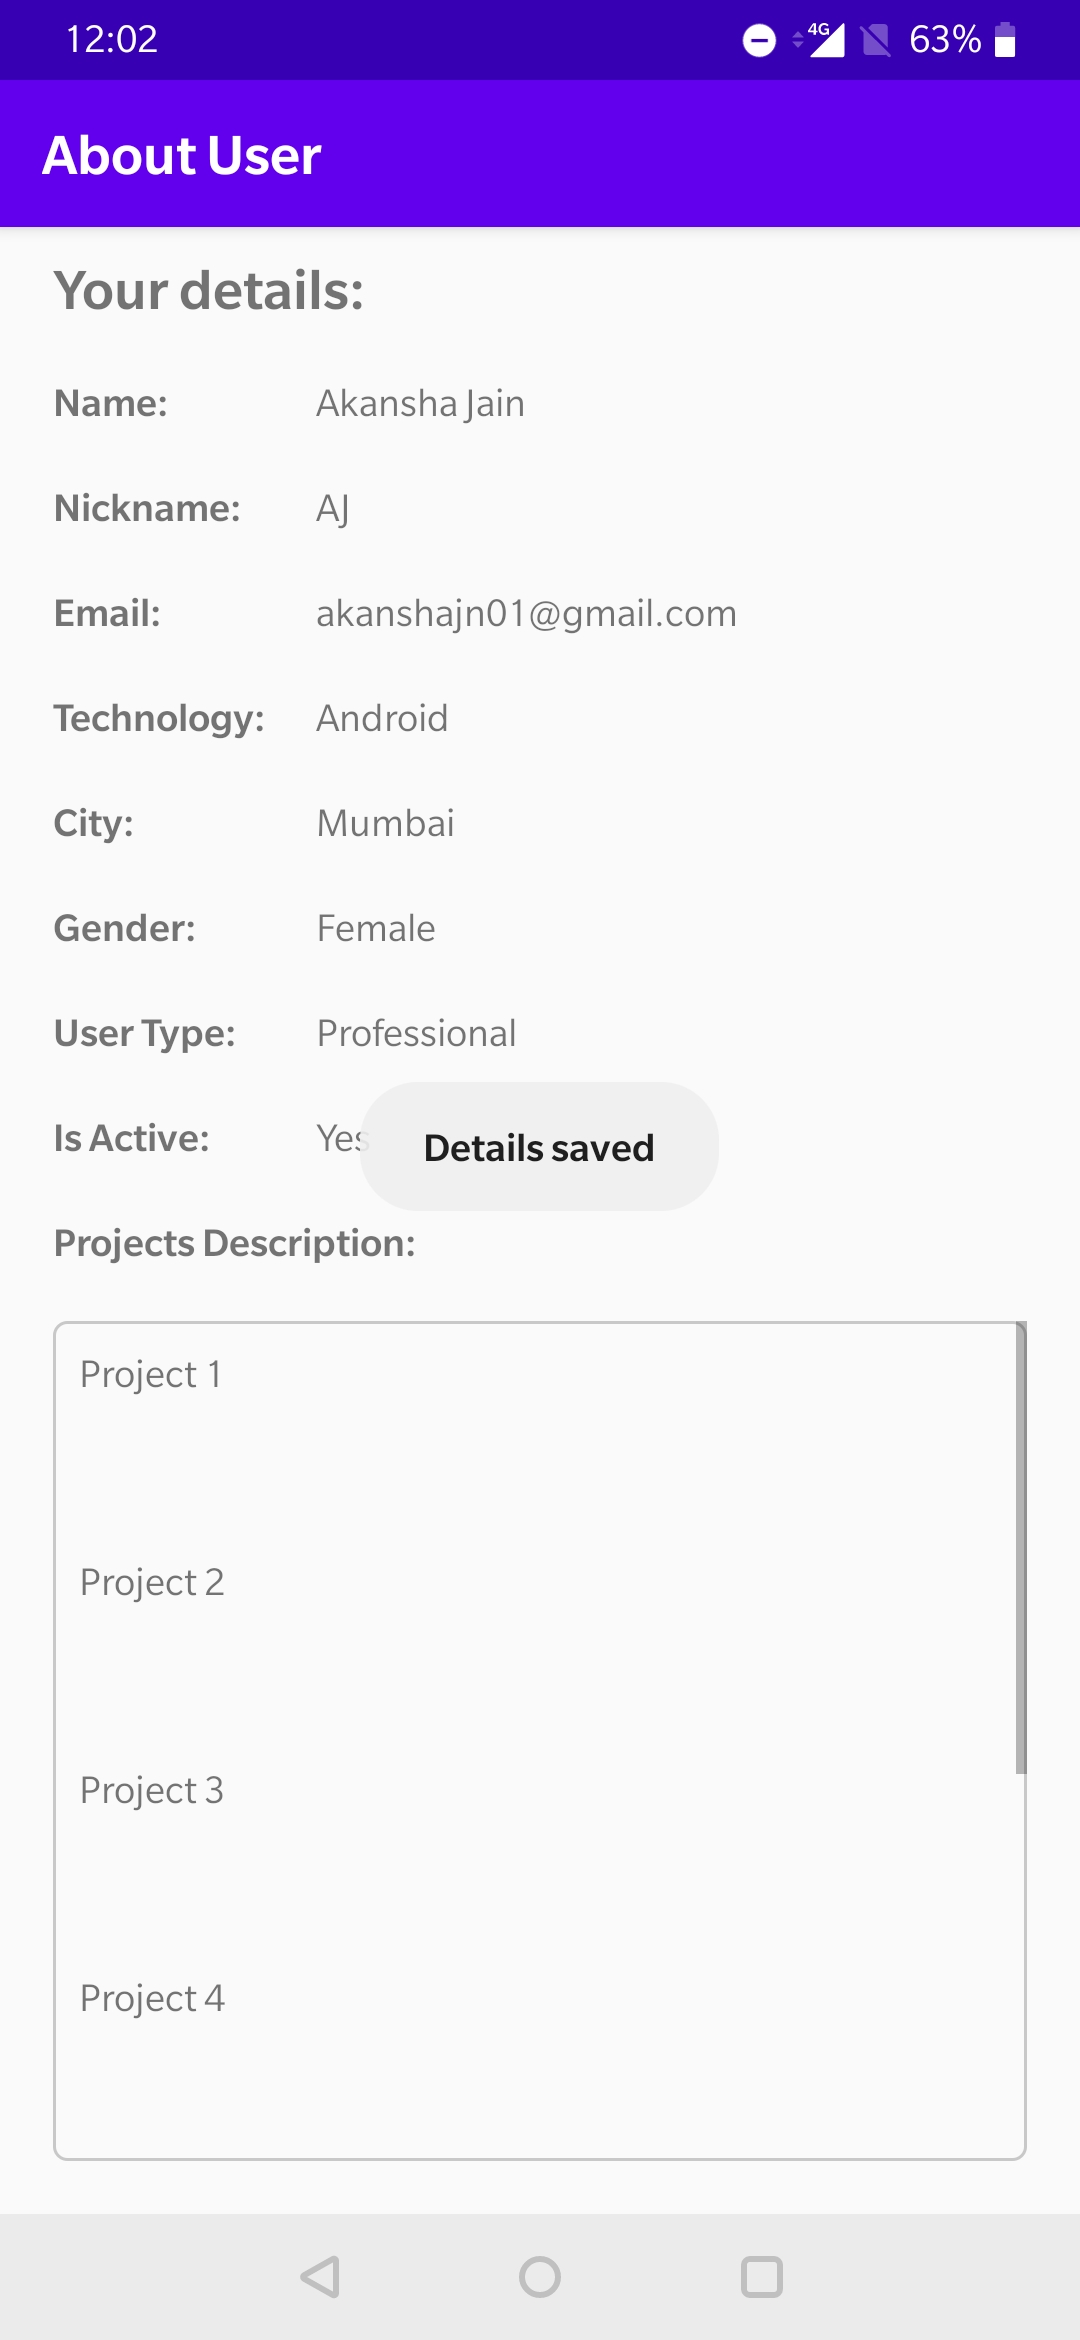 12:02 4G 63%
About User
Your details:
Name: Akansha Jain
Nickname: AJ
Email: akanshajn01@gmail.com
Technology: Android
City: Mumbai
Gender: Female
User Type: Professional
Is Active: Yes
Details saved
Projects Description:
Project 1
Project 2
Project 3
Project 4